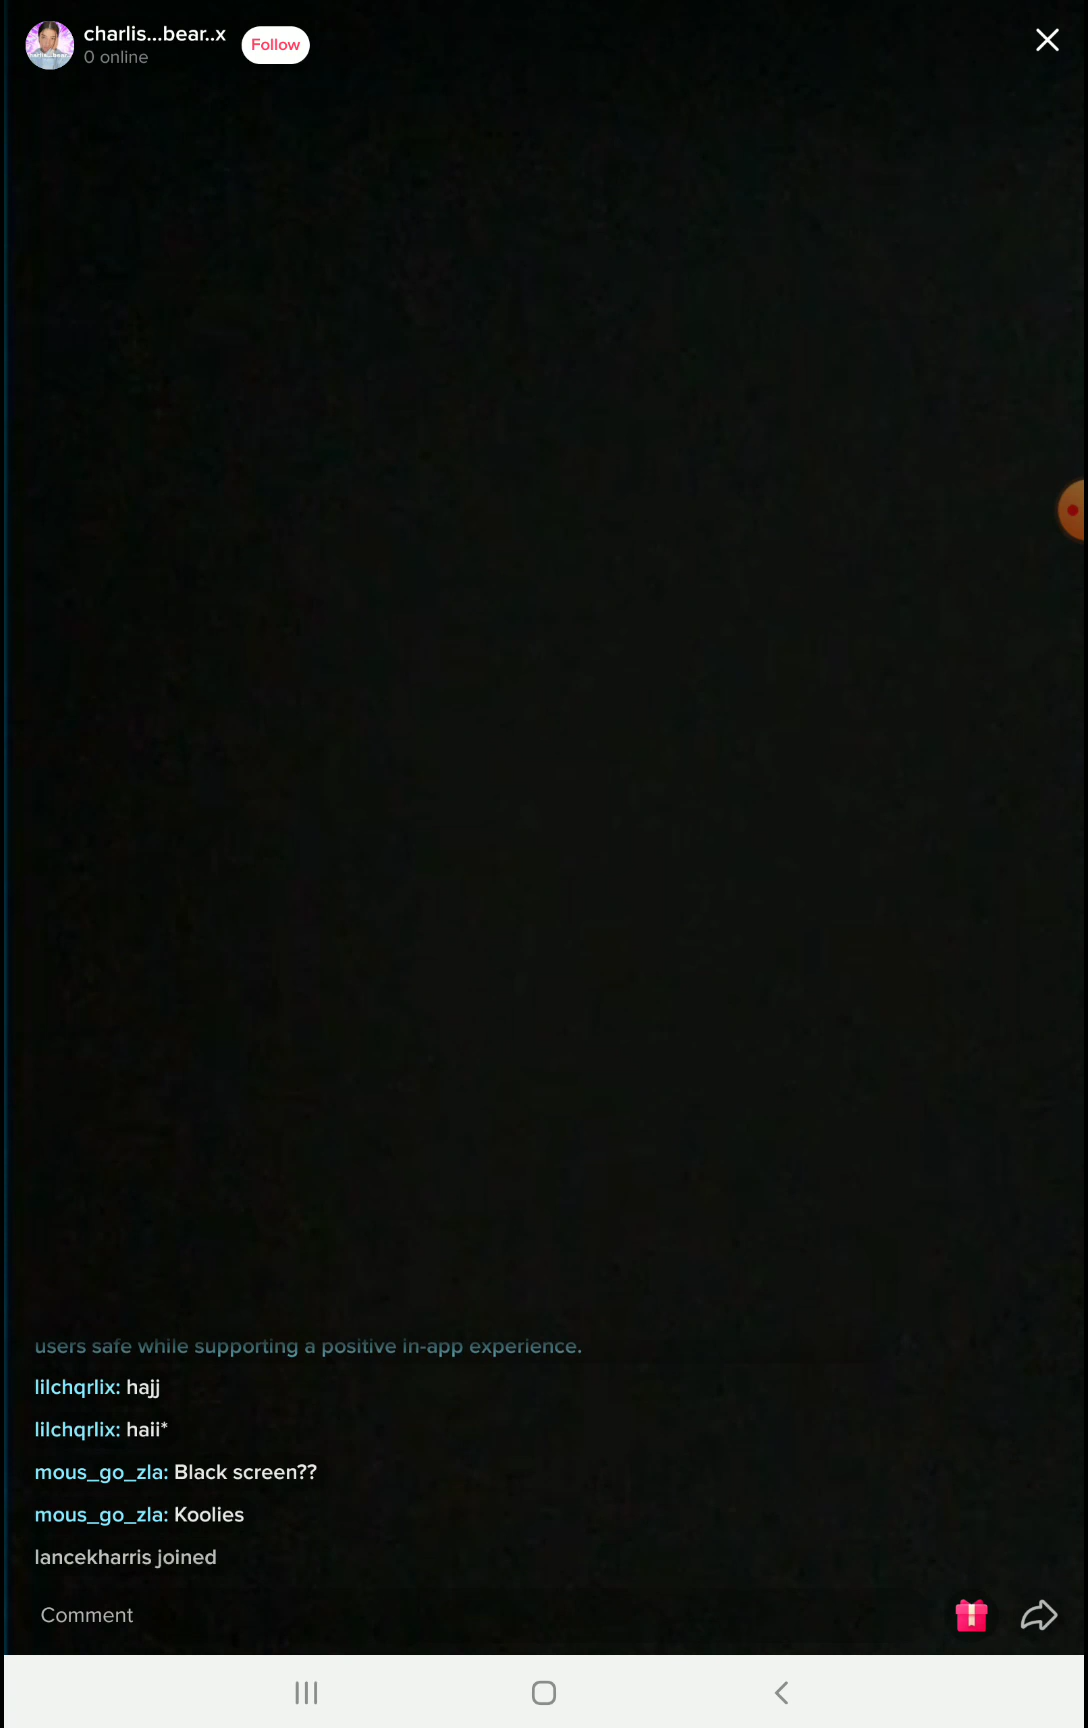 charlis...bear..x
0 online
Follow
users safe while supporting a positive in-app experience.
lilchqrlix: hajj
lilchqrlix: haii*
mous_go_zla: Black screen??
mous_go_zla: Koolies
lancekharris joined
Comment